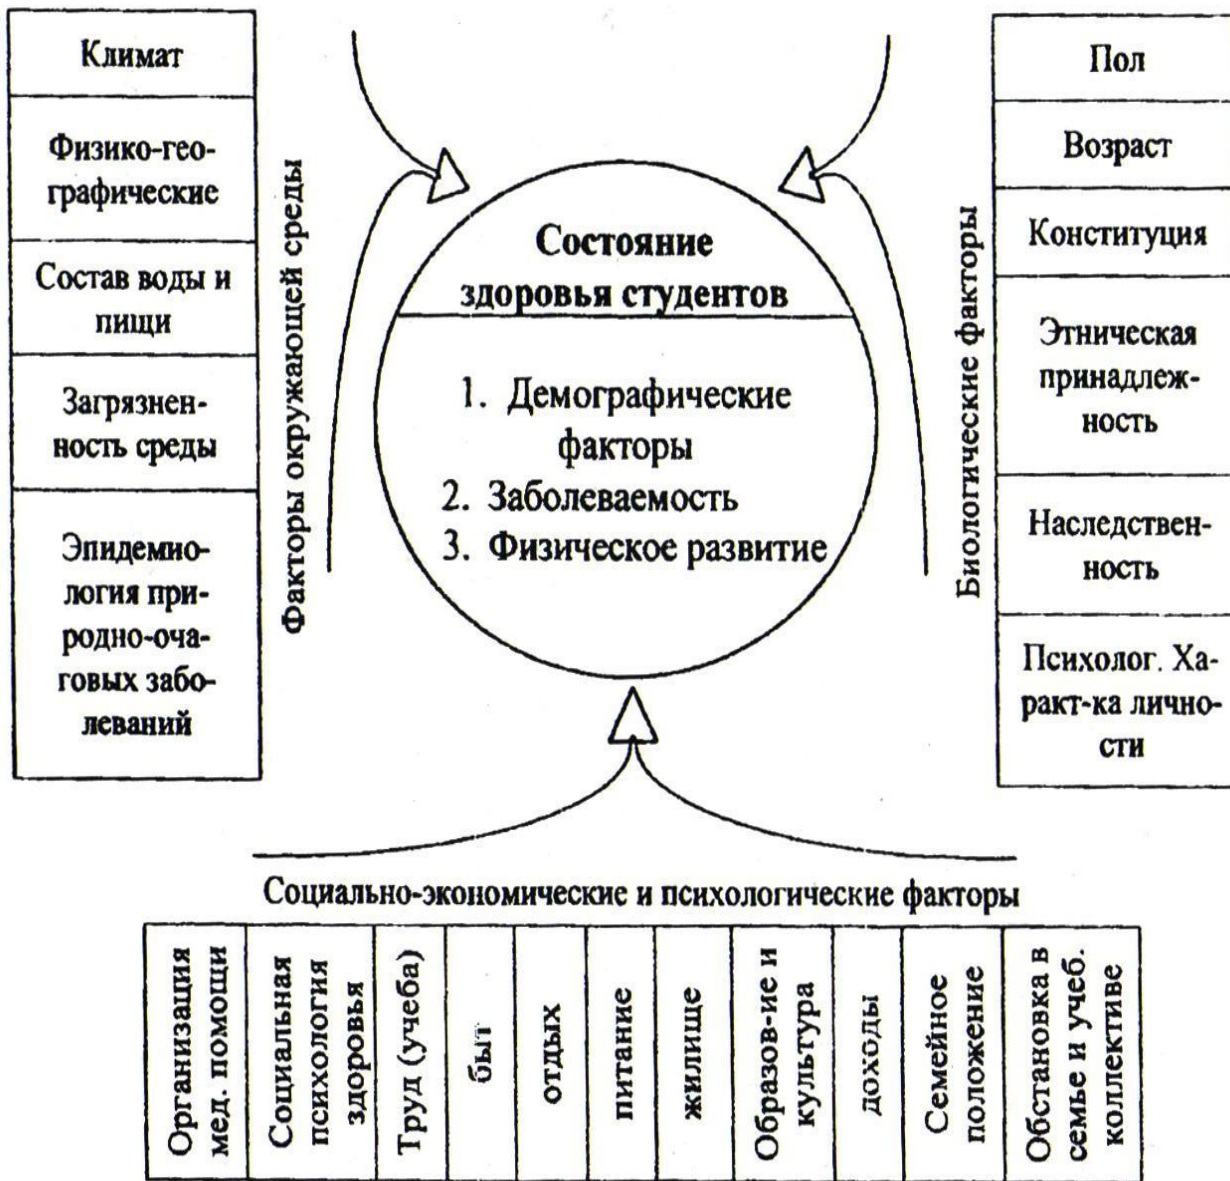 Климат
Физико-гео-
графические
Состав воды и
пищи
Загрязнен-
ность среды
Эпидемио-
логия при-
родно-оча-
говых забо-
леваний
Факторы окружающей среды
Состояние
здоровья студентов
1. Демографические
факторы
2. Заболеваемость
3. Физическое развитие
Биологические факторы
Пол
Возраст
Конституция
Этническая
принадлеж-
ность
Наследствен-
ность
Психолог. Ха-
ракт-ка лично-
сти
Социально-экономические и психологические факторы
Организация
мед. помощи
Социальная
психология
здоровья
Труд (учеба)
быт
отдых
питание
жилище
Образов-ие и
культура
доходы
Семейное
положение
Обстановка в
семье и учеб.
коллективе